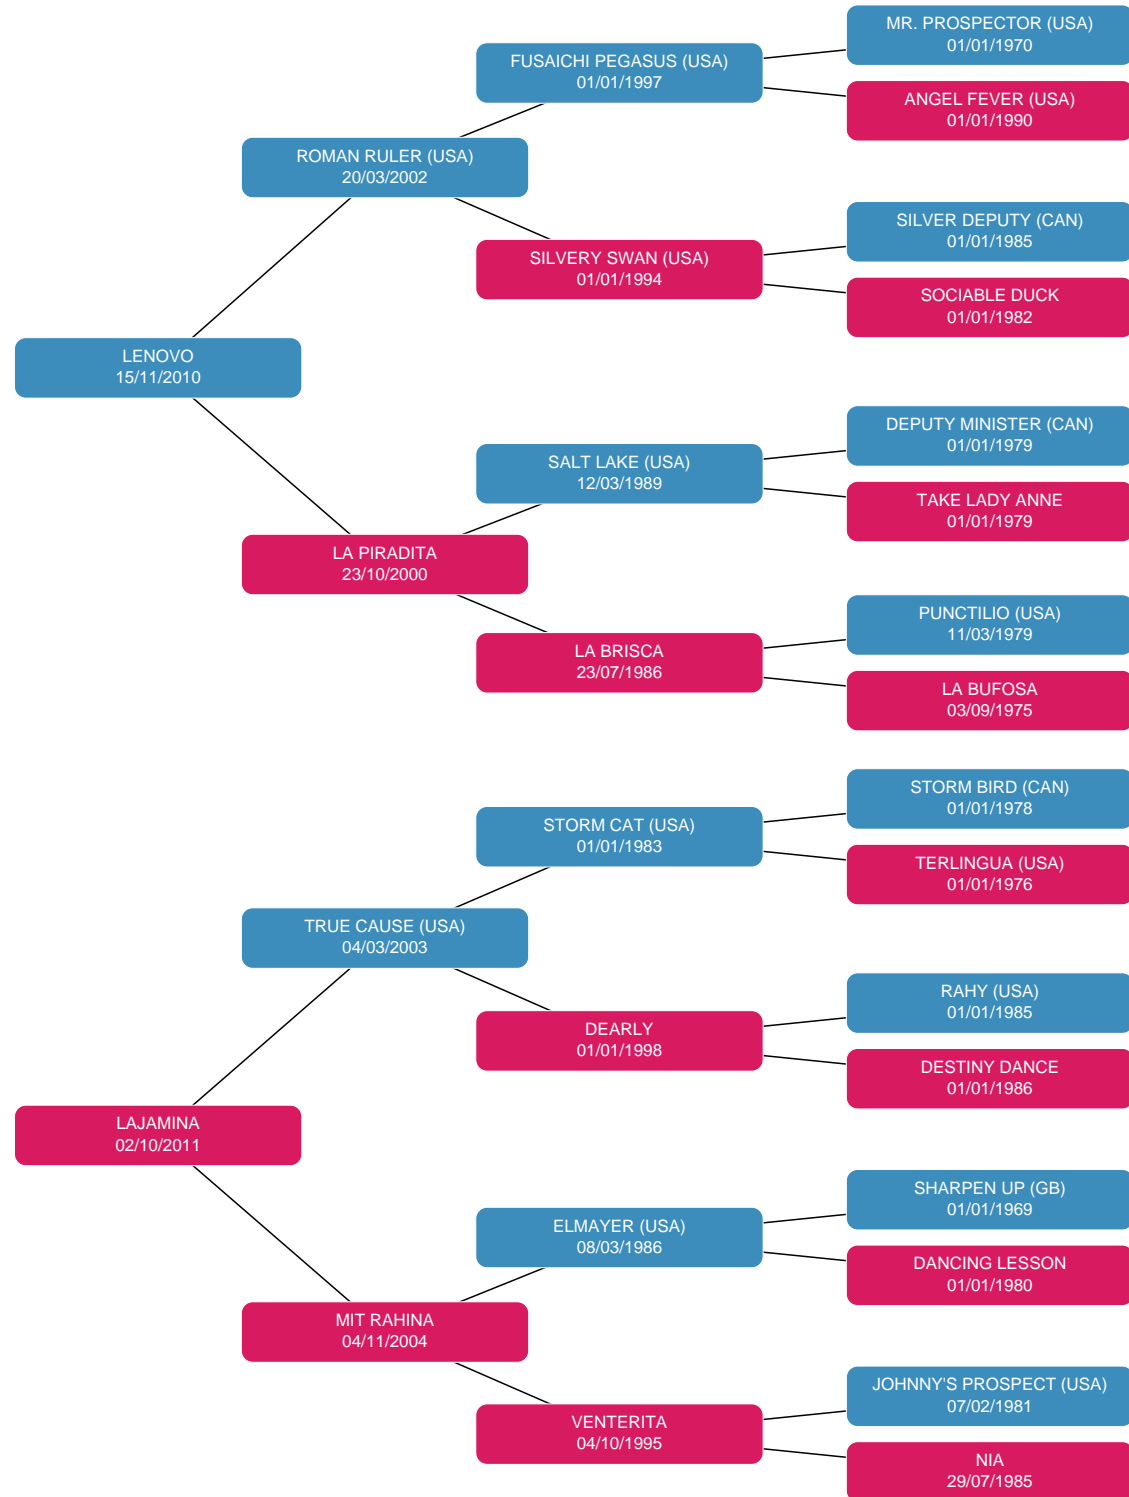 MR. PROSPECTOR (USA)
01/01/1970
FUSAICHI PEGASUS (USA)
01/01/1997
ANGEL FEVER (USA)
01/01/1990
ROMAN RULER (USA)
20/03/2002
SILVER DEPUTY (CAN)
01/01/1985
SILVERY SWAN (USA)
01/01/1994
SOCIABLE DUCK
01/01/1982
LENOVO
15/11/2010
DEPUTY MINISTER (CAN)
01/01/1979
SALT LAKE (USA)
12/03/1989
TAKE LADY ANNE
01/01/1979
LA PIRADITA
23/10/2000
PUNCTILIO (USA)
11/03/1979
LA BRISCA
23/07/1986
LA BUFOSA
03/09/1975
STORM BIRD (CAN)
01/01/1978
STORM CAT (USA)
01/01/1983
TERLINGUA (USA)
01/01/1976
TRUE CAUSE (USA)
04/03/2003
RAHY (USA)
01/01/1985
DEARLY
01/01/1998
DESTINY DANCE
01/01/1986
LAJAMINA
02/10/2011
SHARPEN UP (GB)
01/01/1969
ELMAYER (USA)
08/03/1986
DANCING LESSON
01/01/1980
MIT RAHINA
04/11/2004
JOHNNY'S PROSPECT (USA)
07/02/1981
VENTERITA
04/10/1995
NIA
29/07/1985